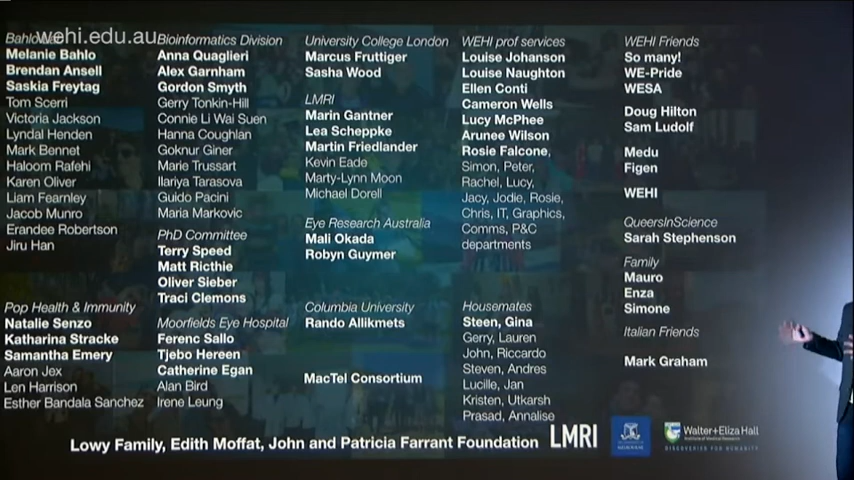 wehi.edu.au
Bahlo Lab
Melanie Bahlo
Brendan Ansell
Saskia Freytag
Tom Scerri
Victoria Jackson
Lyndal Henden
Mark Bennet
Haloom Rafehi
Karen Oliver
Liam Fearnley
Jacob Munro
Erandee Robertson
Jiru Han
Pop Health & Immunity
Natalie Senzo
Katharina Stracke
Samantha Emery
Aaron Jex
Len Harrison
Esther Bandala Sanchez
Bioinformatics Division
Anna Quaglieri
Alex Garnham
Gordon Smyth
Gerry Tonkin-Hill
Connie Li Wai Suen
Hanna Coughlan
Goknur Giner
Marie Trussart
Ilariya Tarasova
Guido Pacini
Maria Markovic
PhD Committee
Terry Speed
Matt Ricthie
Oliver Sieber
Traci Clemons
Moorfields Eye Hospital
Ferenc Sallo
Tjebo Hereen
Catherine Egan
Alan Bird
Irene Leung
University College London
Marcus Fruttiger
Sasha Wood
LMRI
Marin Gantner
Lea Scheppke
Martin Friedlander
Kevin Eade
Marty-Lynn Moon
Michael Dorell
Eye Research Australia
Mali Okada
Robyn Guymer
Columbia University
Rando Allikmets
MacTel Consortium
WEHI prof services
Louise Johanson
Louise Naughton
Ellen Conti
Cameron Wells
Lucy McPhee
Arunee Wilson
Rosie Falcone,
Simon, Peter,
Rachel, Lucy,
Jacy, Jodie, Rosie,
Chris, IT, Graphics,
Comms, P&C
departments
Housemates
Steen, Gina
Gerry, Lauren
John, Riccardo
Steven, Andres
Lucille, Jan
Kristen, Utkarsh
Prasad, Annalise
WEHI Friends
So many!
WE-Pride
WESA
Doug Hilton
Sam Ludolf
Medu
Figen
WEHI
QueersInScience
Sarah Stephenson
Family
Mauro
Enza
Simone
Italian Friends
Mark Graham
Lowy Family, Edith Moffat, John and Patricia Farrant Foundation
LMRI
Walter+Eliza Hall
Institute of Medical Research
DISCOVERIES FOR HUMANITY